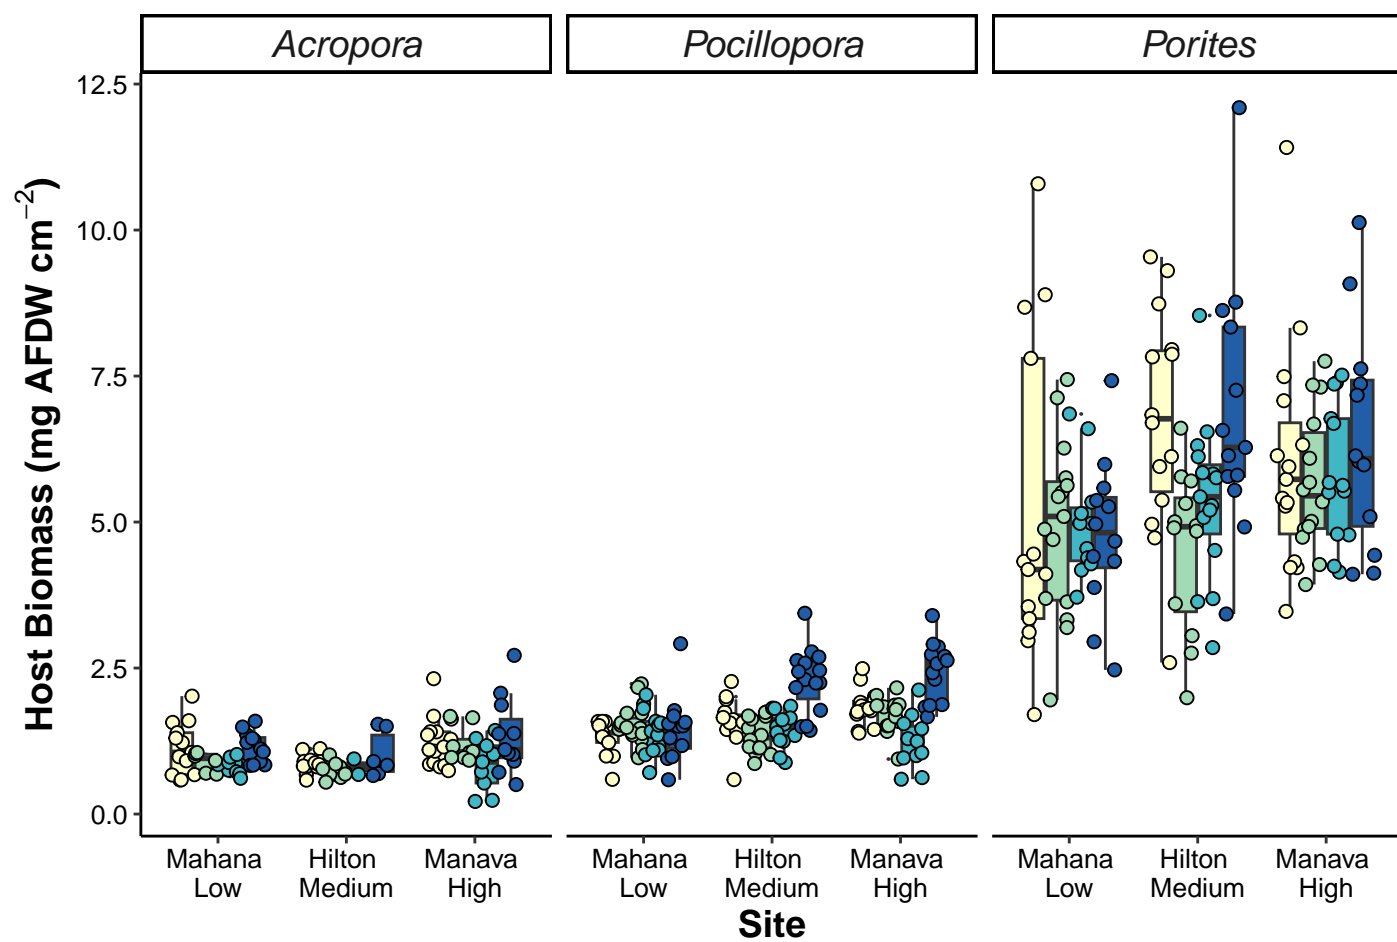 Acropora
Pocillopora
Porites
Host Biomass (mg AFDW cm⁻²)
12.5
10.0
7.5
5.0
2.5
0.0
Mahana
Low
Hilton
Medium
Manava
High
Mahana
Low
Hilton
Medium
Manava
High
Mahana
Low
Hilton
Medium
Manava
High
Site